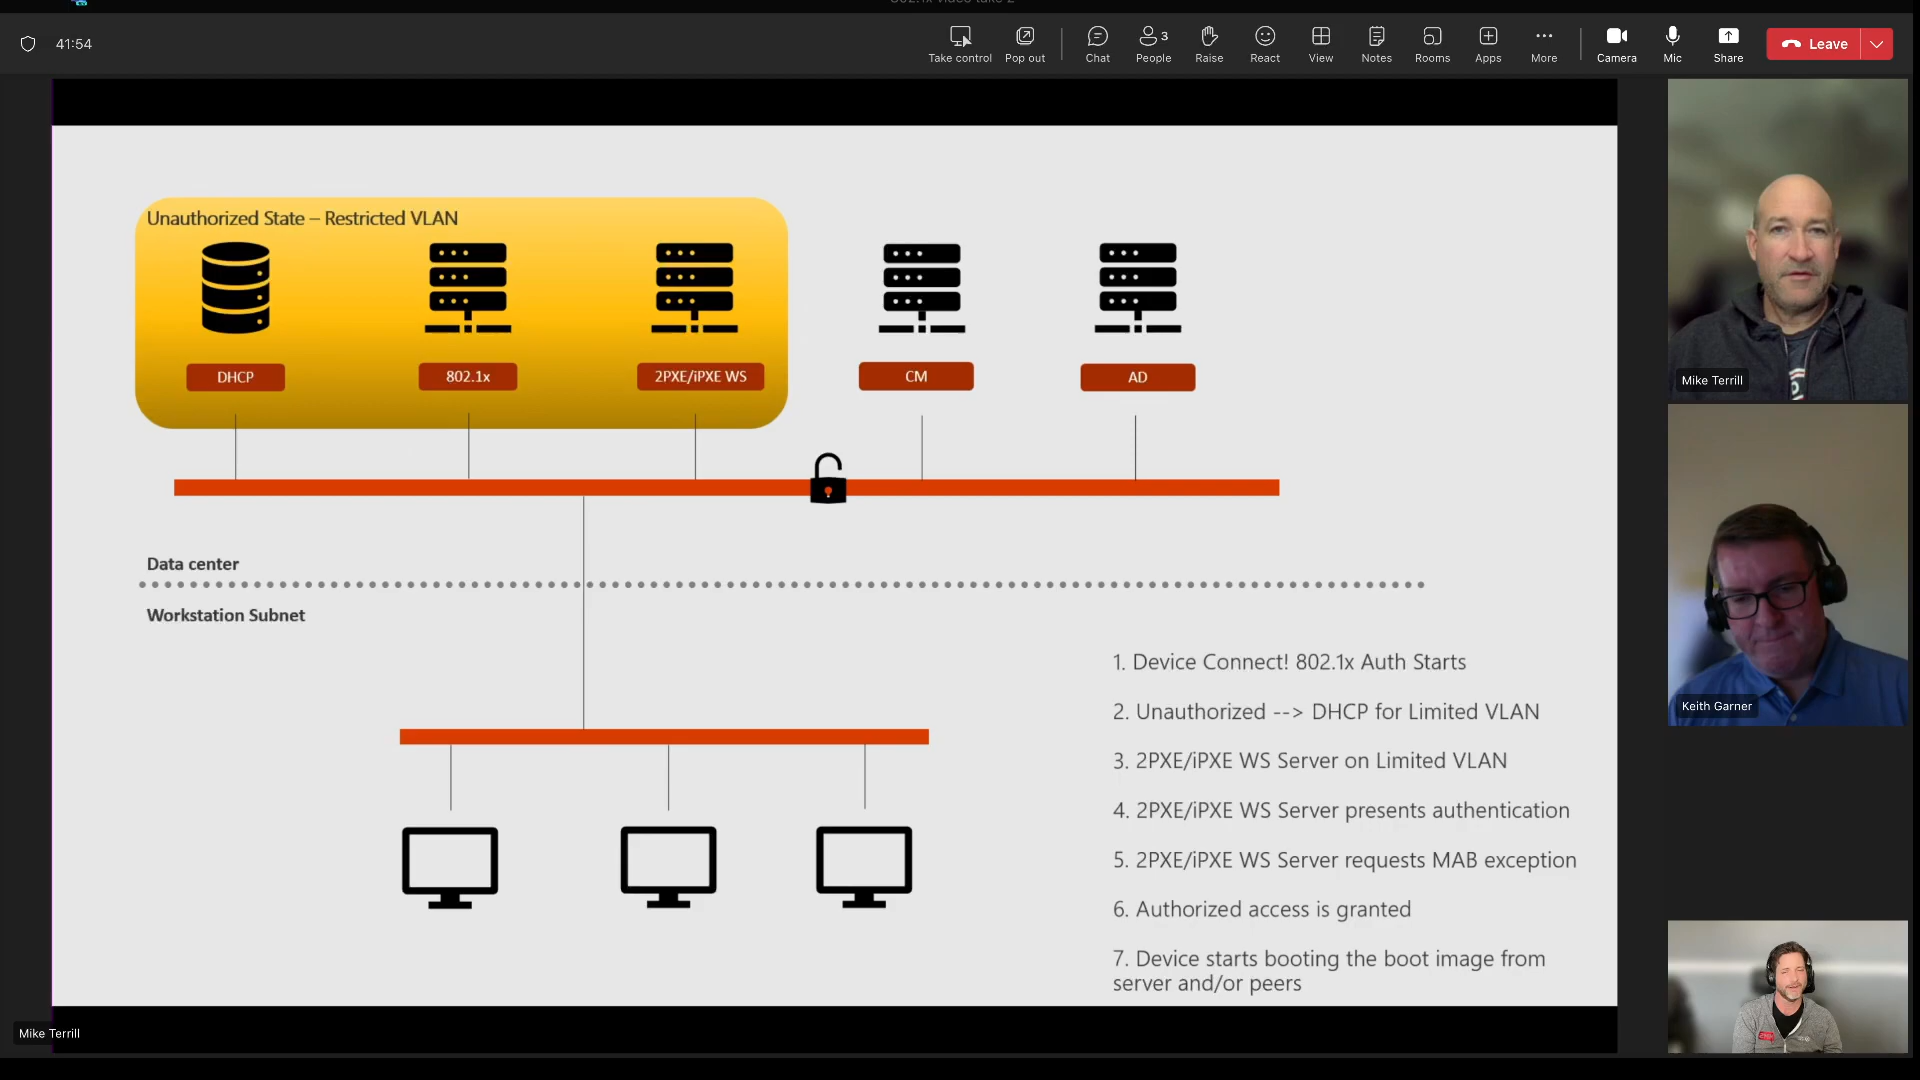 802.1x video take 2
41:54
Take control
Pop out
Chat
People
3
Raise
React
View
Notes
Rooms
Apps
More
Camera
Mic
Share
Leave
Unauthorized State – Restricted VLAN
DHCP
802.1x
2PXE/iPXE WS
CM
AD
Data center
Workstation Subnet
1. Device Connect! 802.1x Auth Starts
2. Unauthorized --> DHCP for Limited VLAN
3. 2PXE/iPXE WS Server on Limited VLAN
4. 2PXE/iPXE WS Server presents authentication
5. 2PXE/iPXE WS Server requests MAB exception
6. Authorized access is granted
7. Device starts booting the boot image from
server and/or peers
Mike Terrill
Keith Garner
Mike Terrill